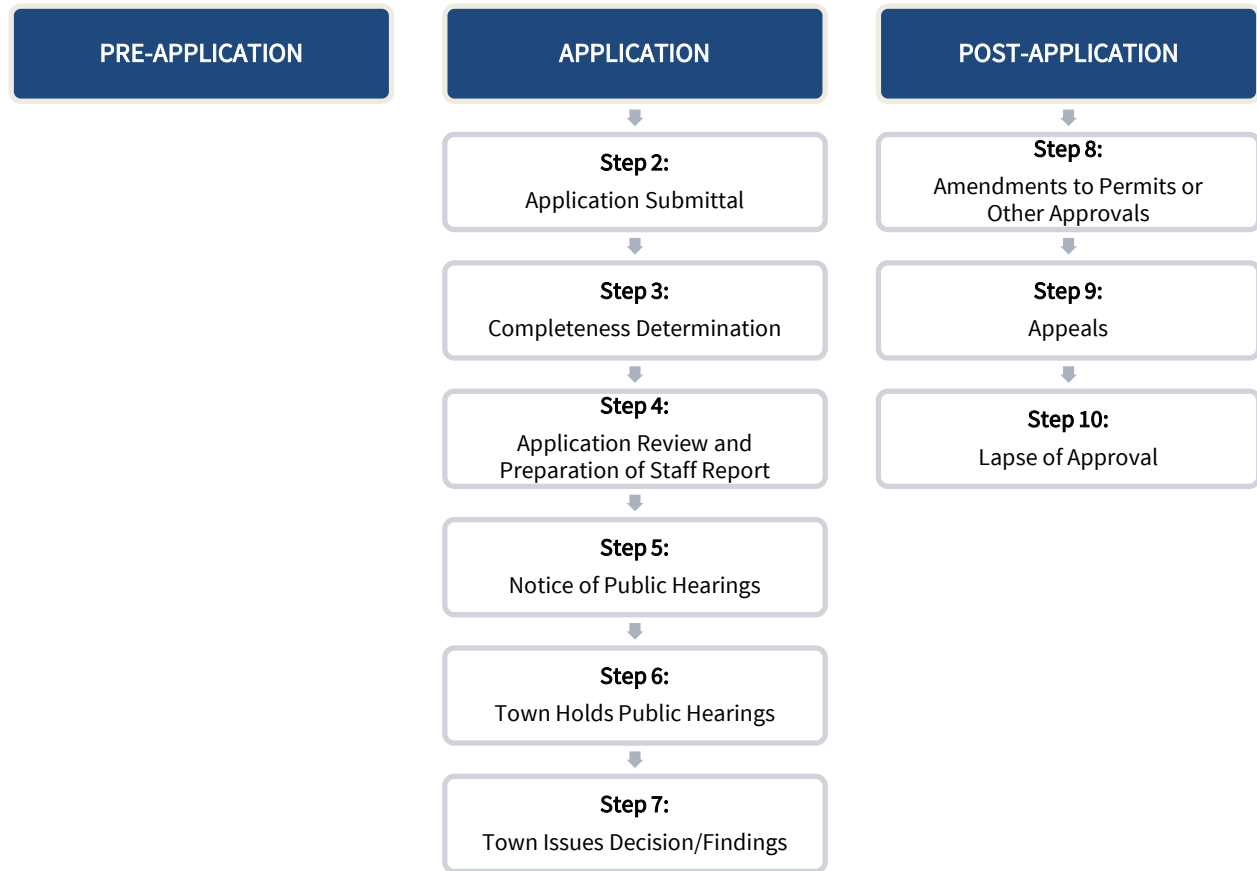 PRE-APPLICATION
APPLICATION
Step 2:
Application Submittal
Step 3:
Completeness Determination
Step 4:
Application Review and
Preparation of Staff Report
Step 5:
Notice of Public Hearings
Step 6:
Town Holds Public Hearings
Step 7:
Town Issues Decision/Findings
POST-APPLICATION
Step 8:
Amendments to Permits or
Other Approvals
Step 9:
Appeals
Step 10:
Lapse of Approval